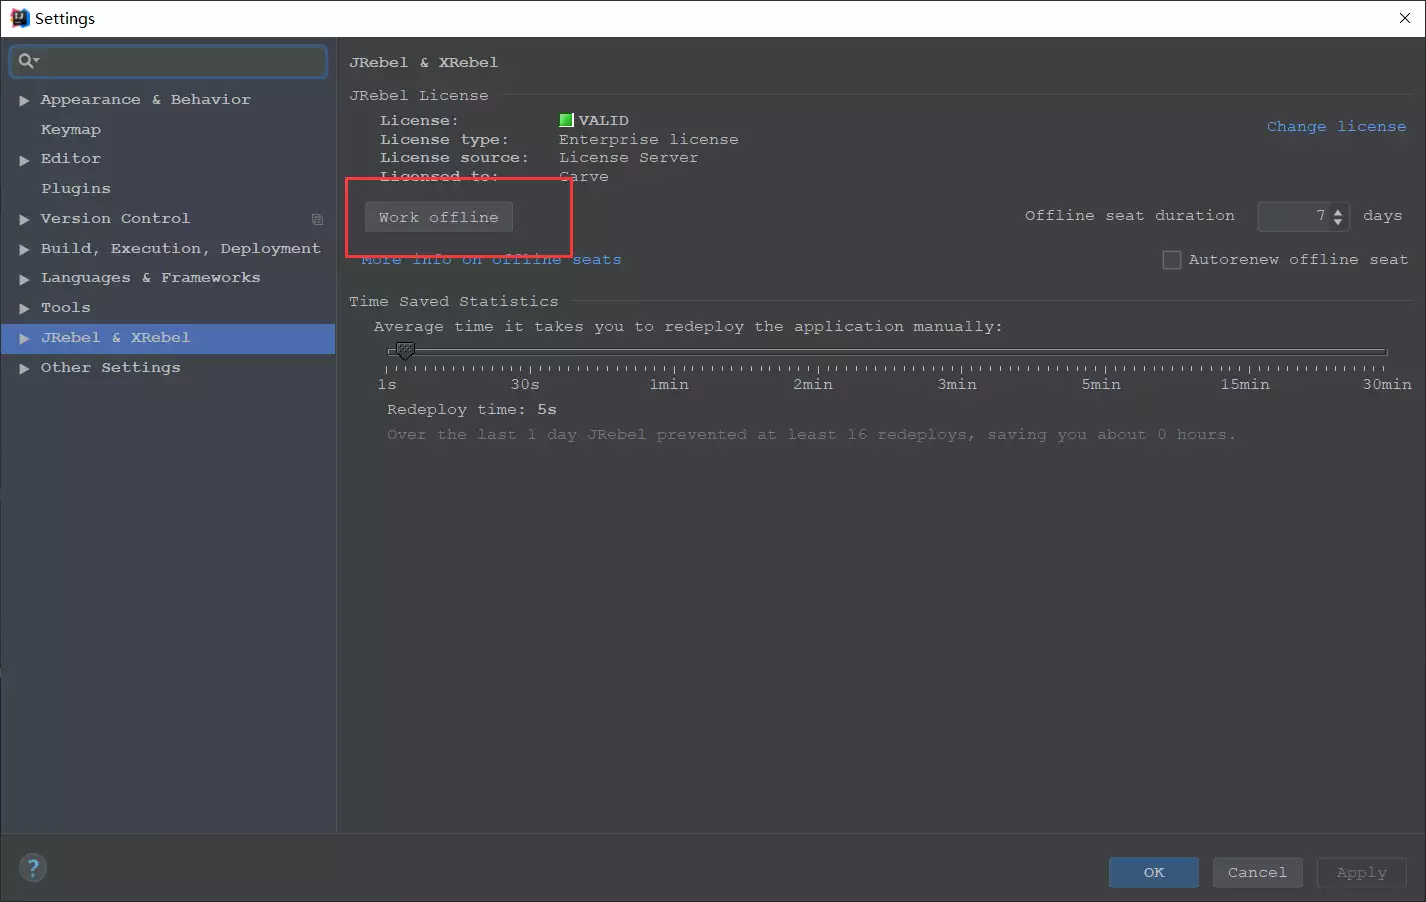 Settings
JRebel & XRebel
Appearance & Behavior
Keymap
Editor
Plugins
Version Control
Build, Execution, Deployment
Languages & Frameworks
Tools
JRebel & XRebel
Other Settings
JRebel License
License: VALID
Change license
License type: Enterprise license
License source: License Server
Licensed to: Carve
Work offline
Offline seat duration 7 days
More info on offline seats
Autorenew offline seat
Time Saved Statistics
Average time it takes you to redeploy the application manually:
1s 30s 1min 2min 3min 5min 15min 30min
Redeploy time: 5s
Over the last 1 day JRebel prevented at least 16 redeploys, saving you about 0 hours.
?
OK Cancel Apply